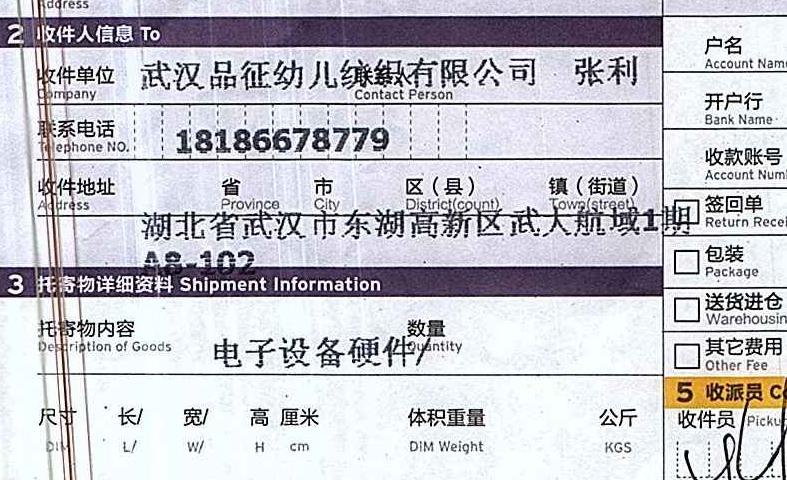 Address
2 收件人信息 To
收件单位 武汉品征幼儿 有限公司 张利
Company Contact Person
联系电话
Telephone NO. 18186678779
收件地址 省 市 区（县） 镇（街道）
Address Province City District(count) Town(street)
湖北省武汉市东湖高新区武大航域1期
A8-102
3 托寄物详细资料 Shipment Information
托寄物内容 数量
Description of Goods 电子设备硬件/ Quantity
尺寸 长/ 宽/ 高 厘米 体积重量 公斤
DIM L/ W/ H cm DIM Weight KGS
户名
Account Name
开户行
Bank Name
收款账号
Account Num
签回单
Return Recei
包装
Package
送货进仓
Warehousin
其它费用
Other Fee
5 收派员 Co
收件员 Picku